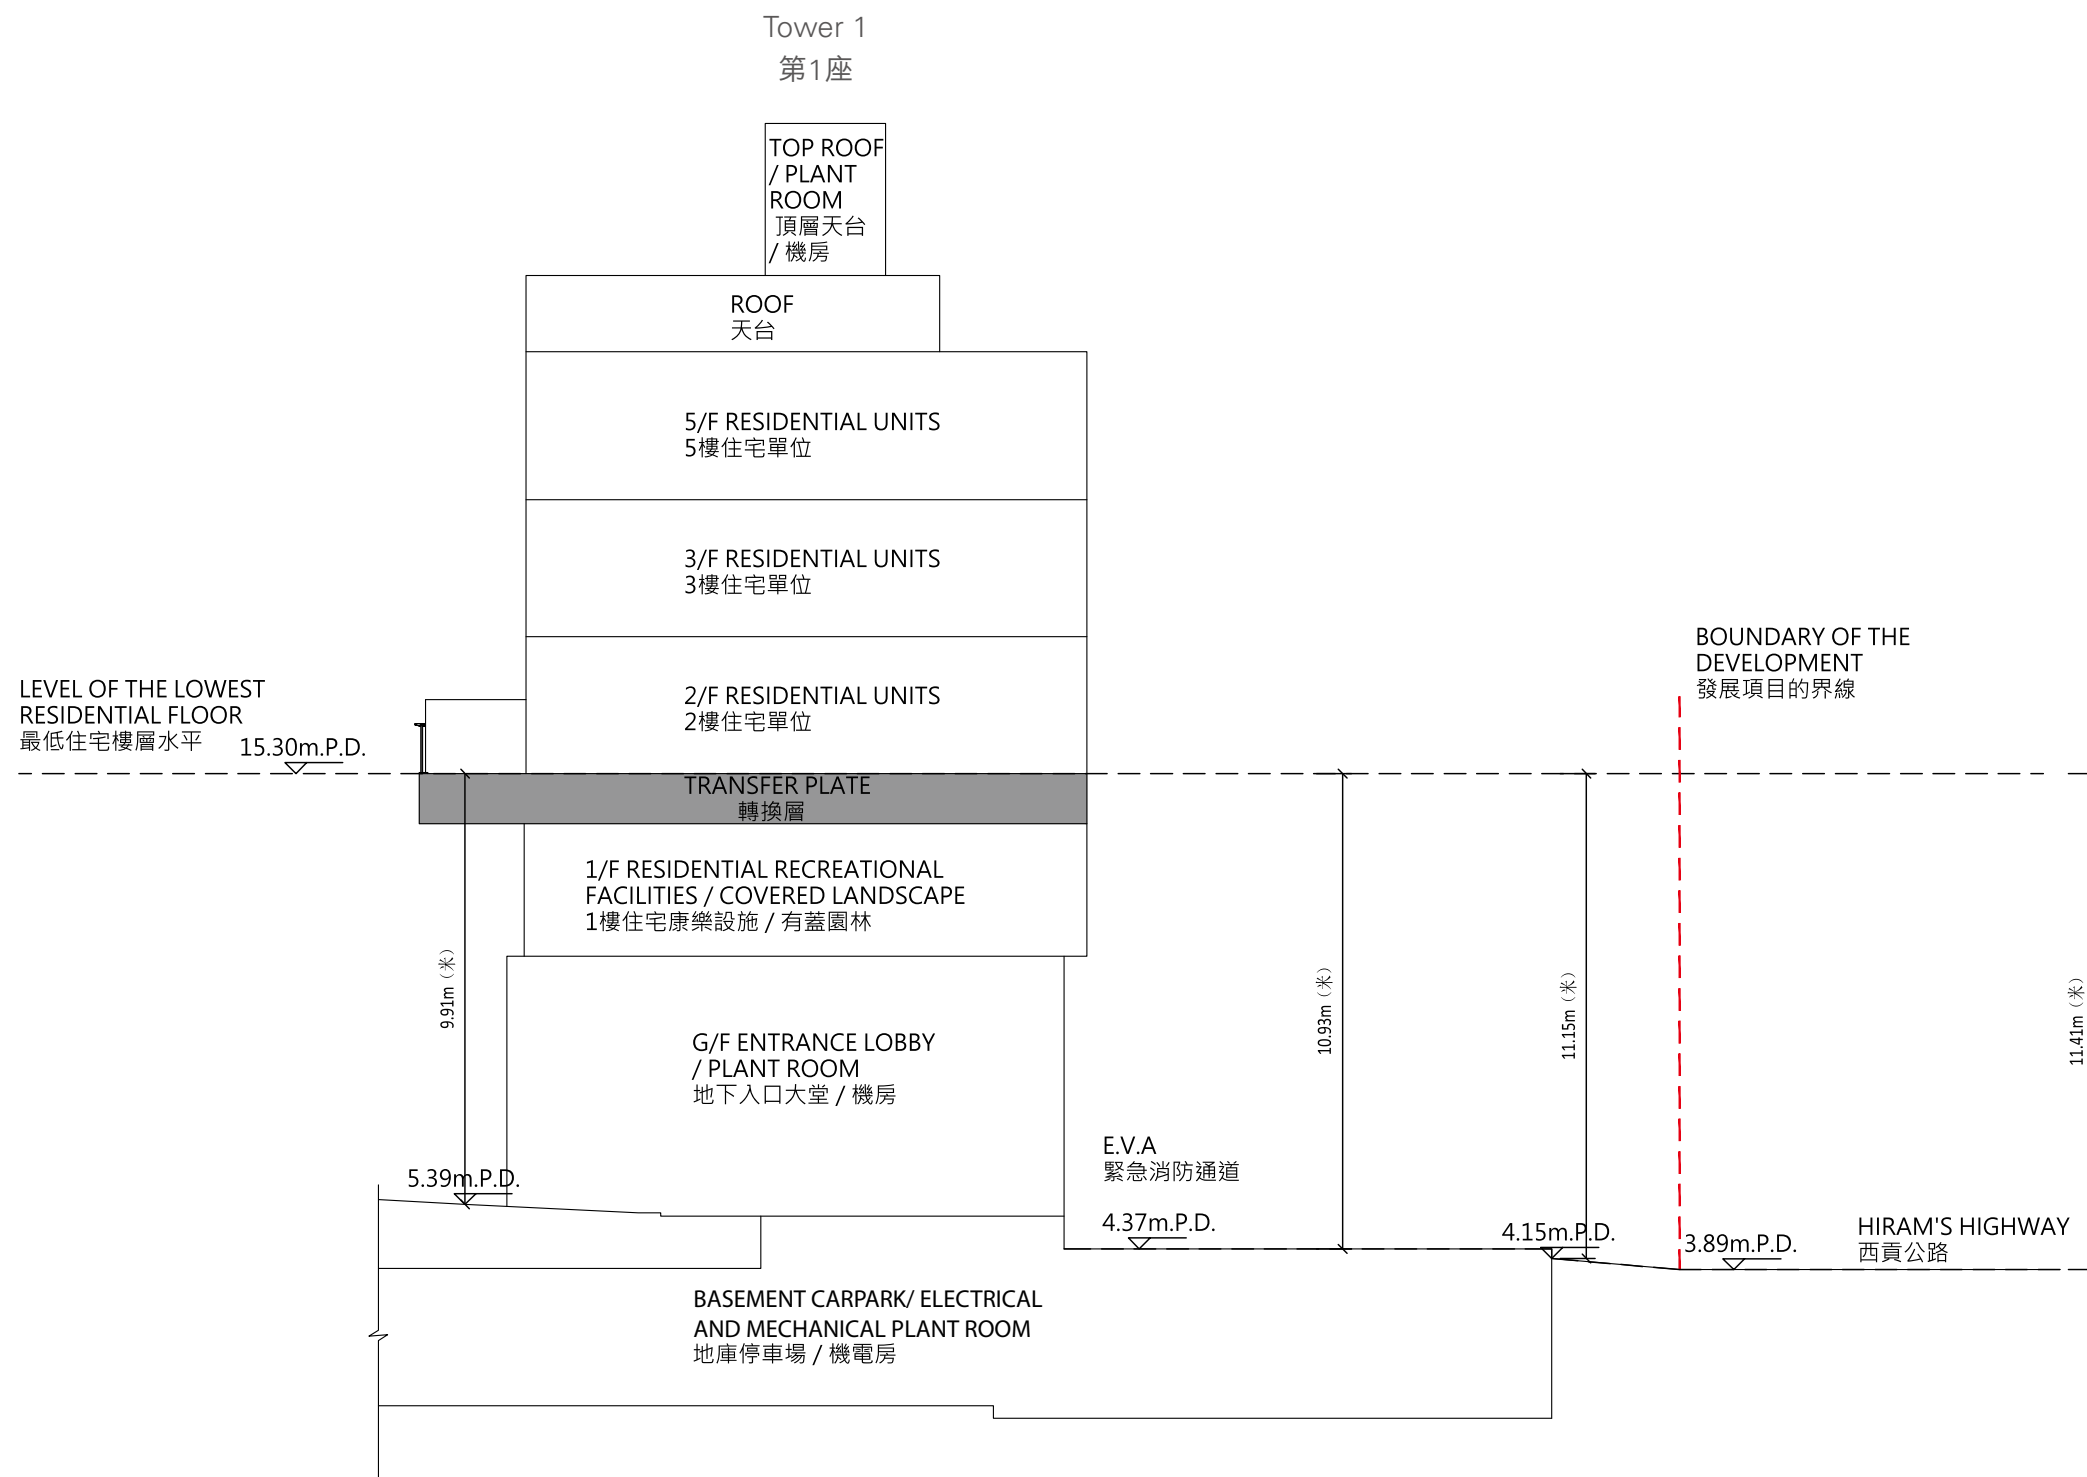 Tower 1
第1座
TOP ROOF
/ PLANT
ROOM
頂層天台
/ 機房
ROOF
天台
5/F RESIDENTIAL UNITS
5樓住宅單位
3/F RESIDENTIAL UNITS
3樓住宅單位
BOUNDARY OF THE
DEVELOPMENT
發展項目的界線
LEVEL OF THE LOWEST
RESIDENTIAL FLOOR
最低住宅樓層水平
15.30m.P.D.
2/F RESIDENTIAL UNITS
2樓住宅單位
TRANSFER PLATE
轉換層
1/F RESIDENTIAL RECREATIONAL
FACILITIES / COVERED LANDSCAPE
1樓住宅康樂設施 / 有蓋園林
9.91m（米）
10.93m（米）
11.15m（米）
11.41m（米）
G/F ENTRANCE LOBBY
/ PLANT ROOM
地下入口大堂 / 機房
E.V.A
緊急消防通道
5.39m.P.D.
4.37m.P.D.
4.15m.P.D.
3.89m.P.D.
HIRAM'S HIGHWAY
西貢公路
BASEMENT CARPARK/ ELECTRICAL
AND MECHANICAL PLANT ROOM
地庫停車場 / 機電房